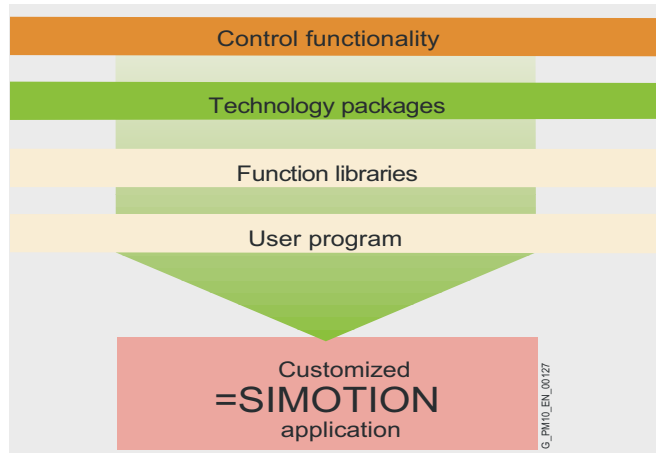 Control functionality
Technology packages
Function libraries
User program
Customized
=SIMOTION
application
G_PM10_EN_00127